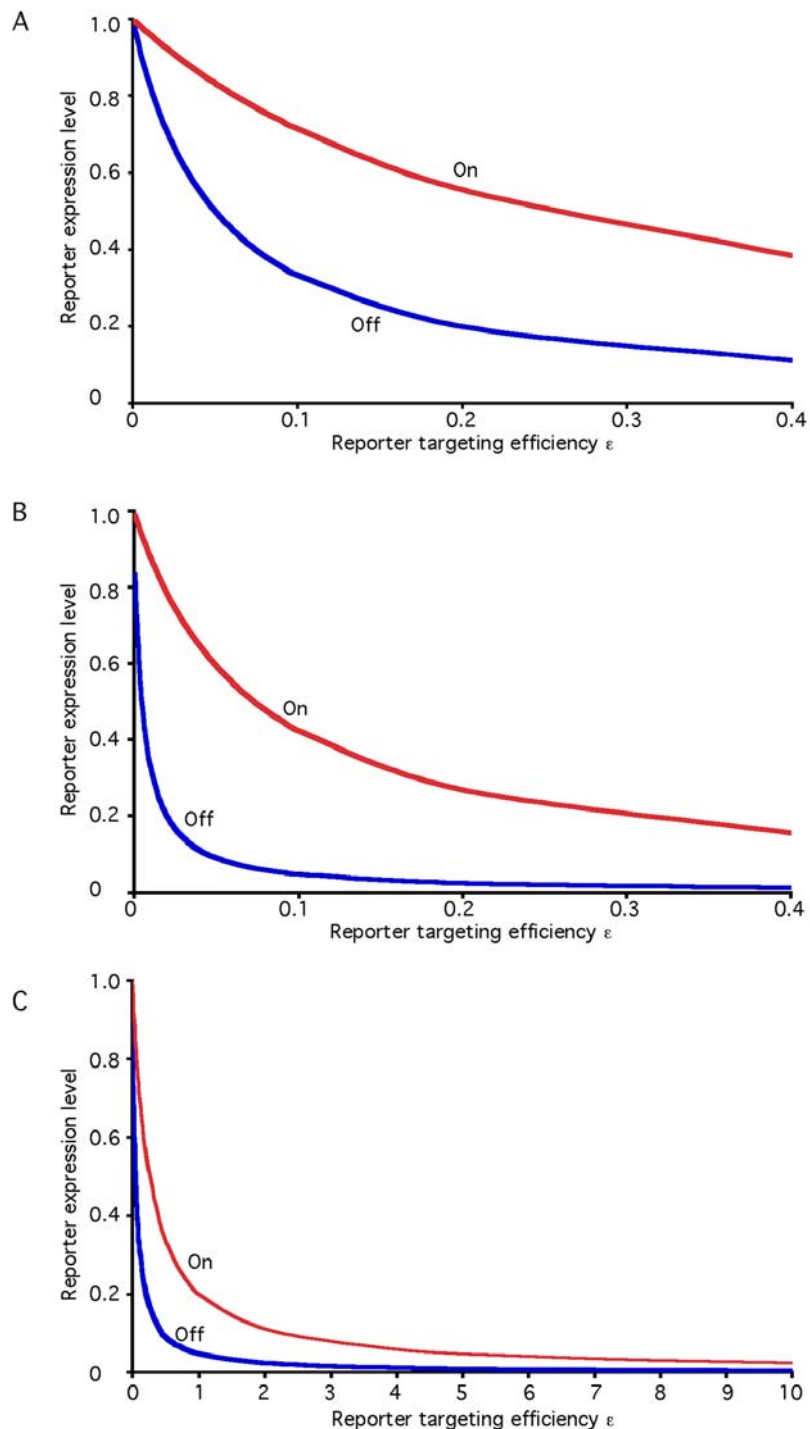 A
Reporter expression level
1.0
0.8
0.6
0.4
0.2
0
On
Off
0 0.1 0.2 0.3 0.4
Reporter targeting efficiency ε
B
Reporter expression level
1.0
0.8
0.6
0.4
0.2
0
On
Off
0 0.1 0.2 0.3 0.4
Reporter targeting efficiency ε
C
Reporter expression level
1.0
0.8
0.6
0.4
0.2
0
On
Off
0 1 2 3 4 5 6 7 8 9 10
Reporter targeting efficiency ε